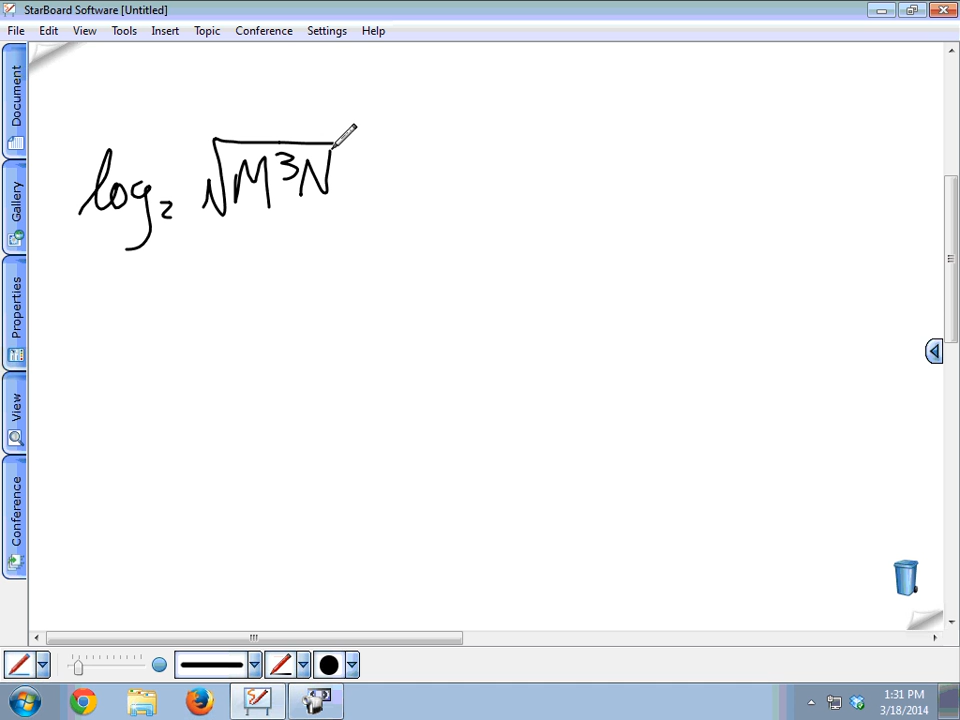 StarBoard Software [Untitled]
File Edit View Tools Insert Topic Conference Settings Help
Document
Gallery
Properties
View
Conference
log₂ √M³N
1:31 PM
3/18/2014